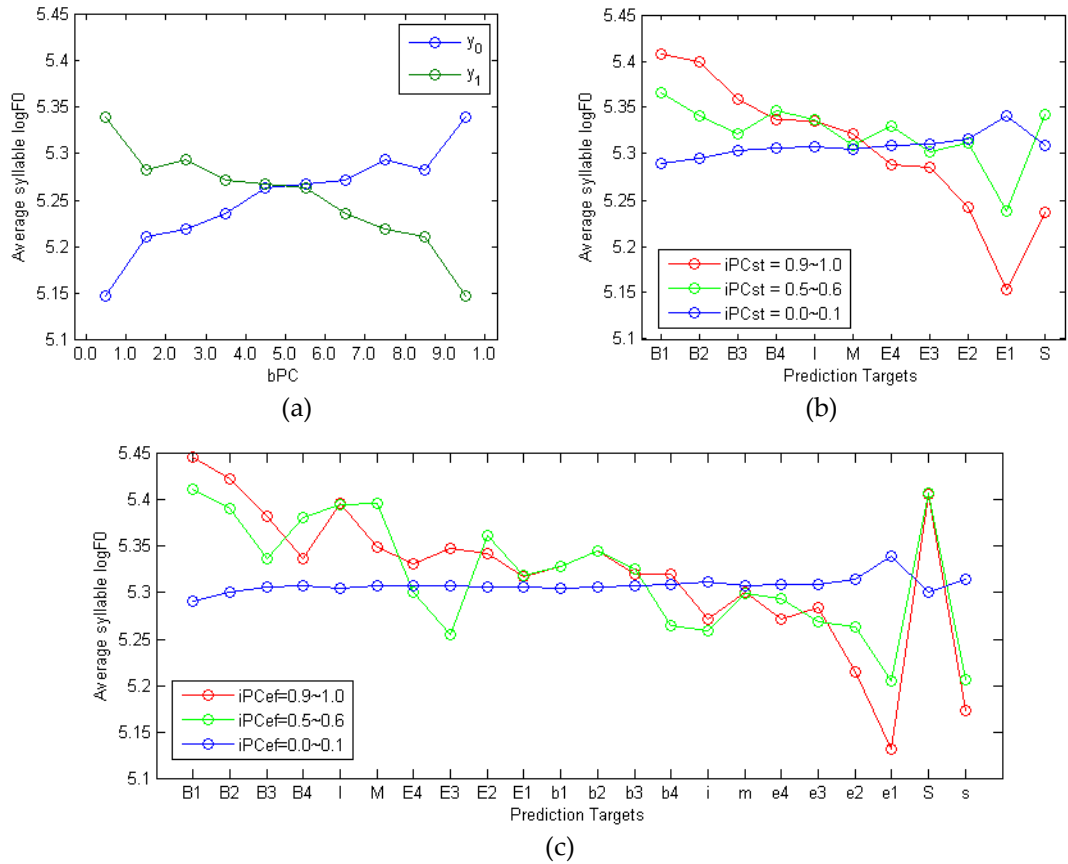 5.45
5.4
5.35
5.3
5.25
5.2
5.15
5.1
Average syllable logF0
y0
y1
0.0 1.0 2.0 3.0 4.0 5.0 6.0 7.0 8.0 9.0 1.0
bPC
(a)
5.45
5.4
5.35
5.3
5.25
5.2
5.15
5.1
Average syllable logF0
iPCst = 0.9~1.0
iPCst = 0.5~0.6
iPCst = 0.0~0.1
B1 B2 B3 B4 I M E4 E3 E2 E1 S
Prediction Targets
(b)
5.45
5.4
5.35
5.3
5.25
5.2
5.15
5.1
Average syllable logF0
iPCef=0.9~1.0
iPCef=0.5~0.6
iPCef=0.0~0.1
B1 B2 B3 B4 I M E4 E3 E2 E1 b1 b2 b3 b4 i m e4 e3 e2 e1 S s
Prediction Targets
(c)